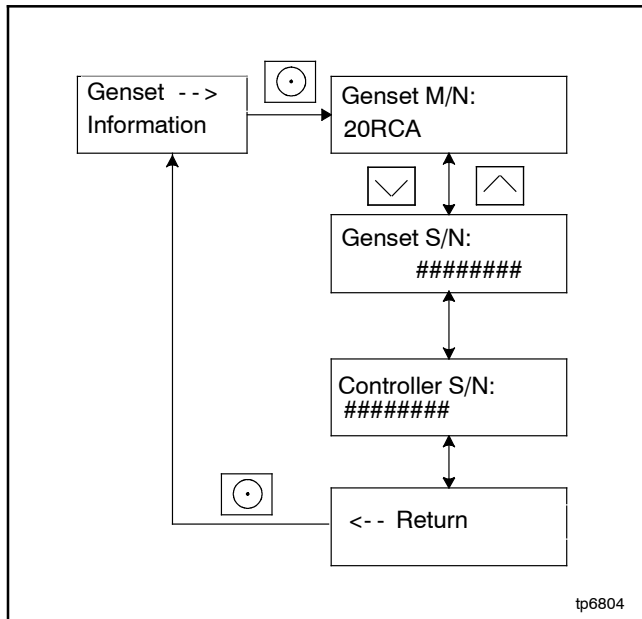 Genset - - >
Information
Genset M/N:
20RCA
Genset S/N:
########
Controller S/N:
########
<- - Return
tp6804